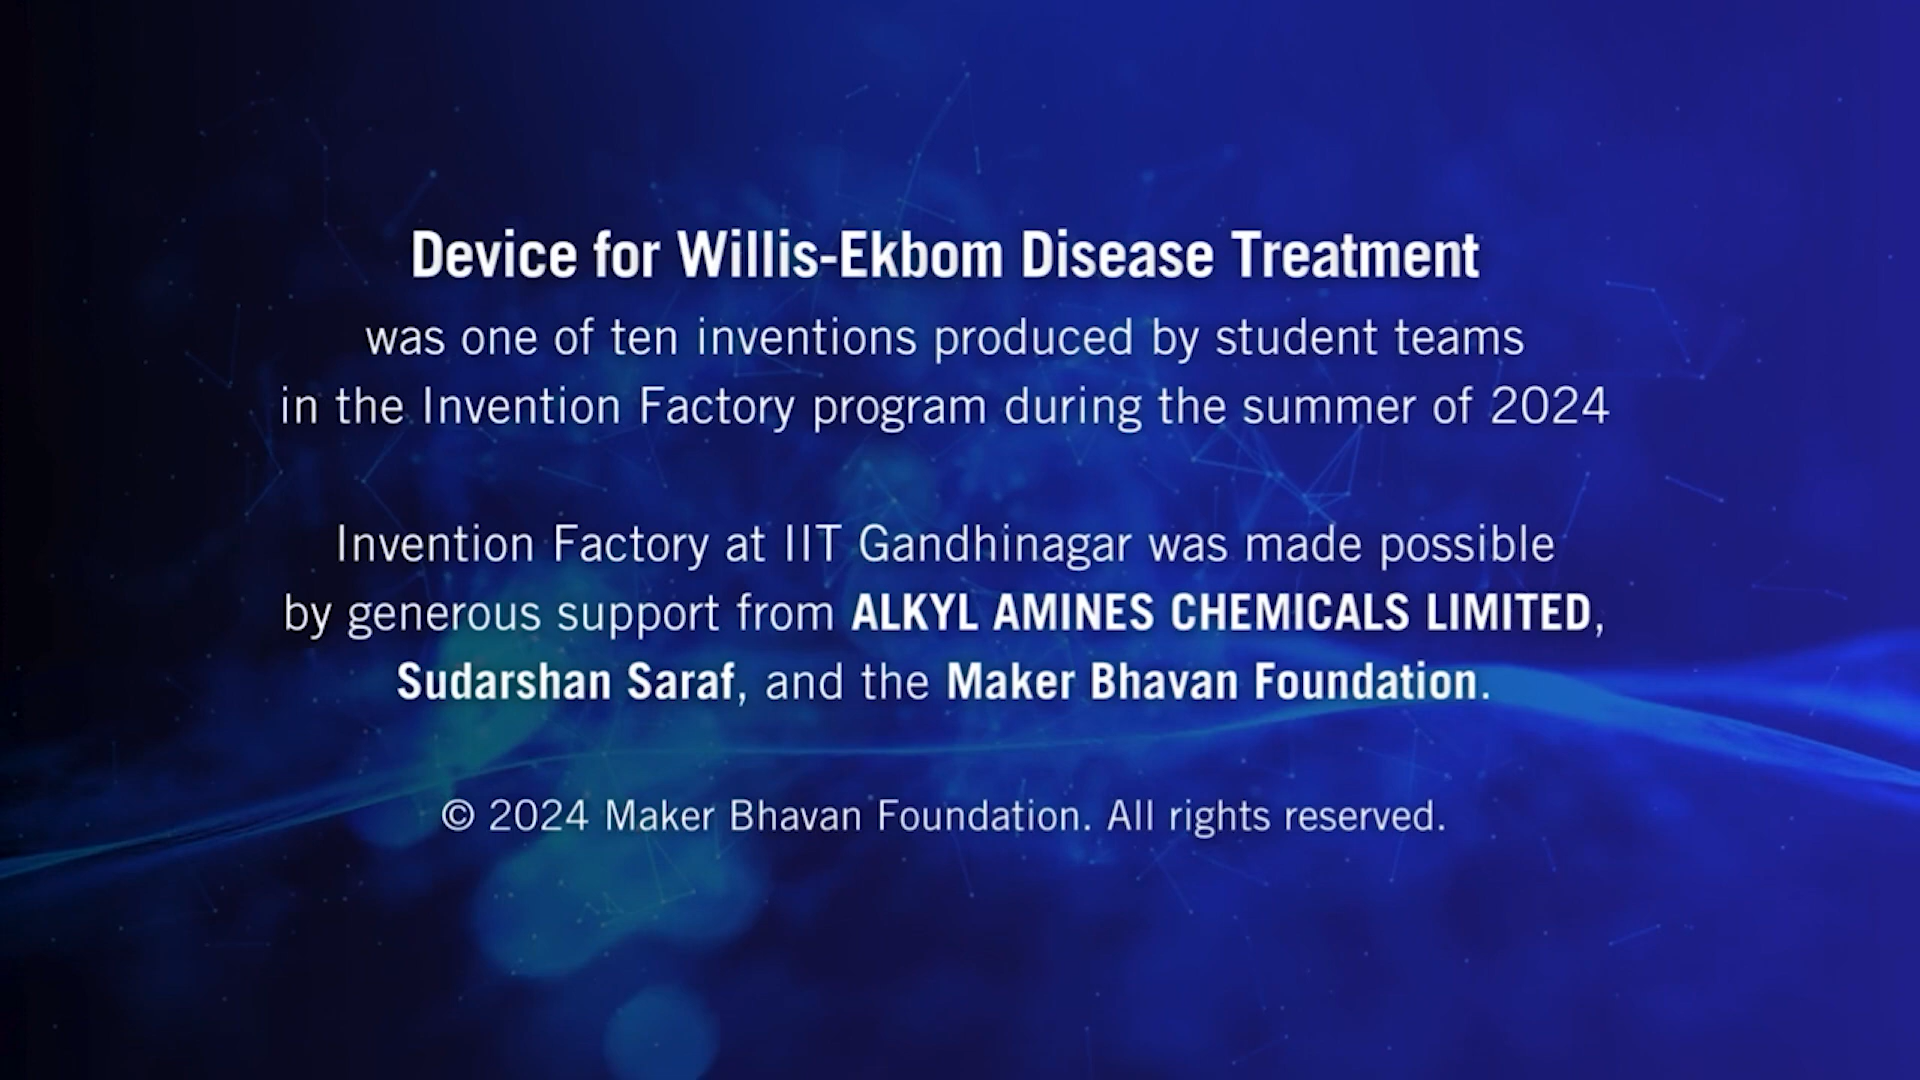 Device for Willis-Ekbom Disease Treatment
was one of ten inventions produced by student teams
in the Invention Factory program during the summer of 2024
Invention Factory at IIT Gandhinagar was made possible
by generous support from ALKYL AMINES CHEMICALS LIMITED,
Sudarshan Saraf, and the Maker Bhavan Foundation.
© 2024 Maker Bhavan Foundation. All rights reserved.